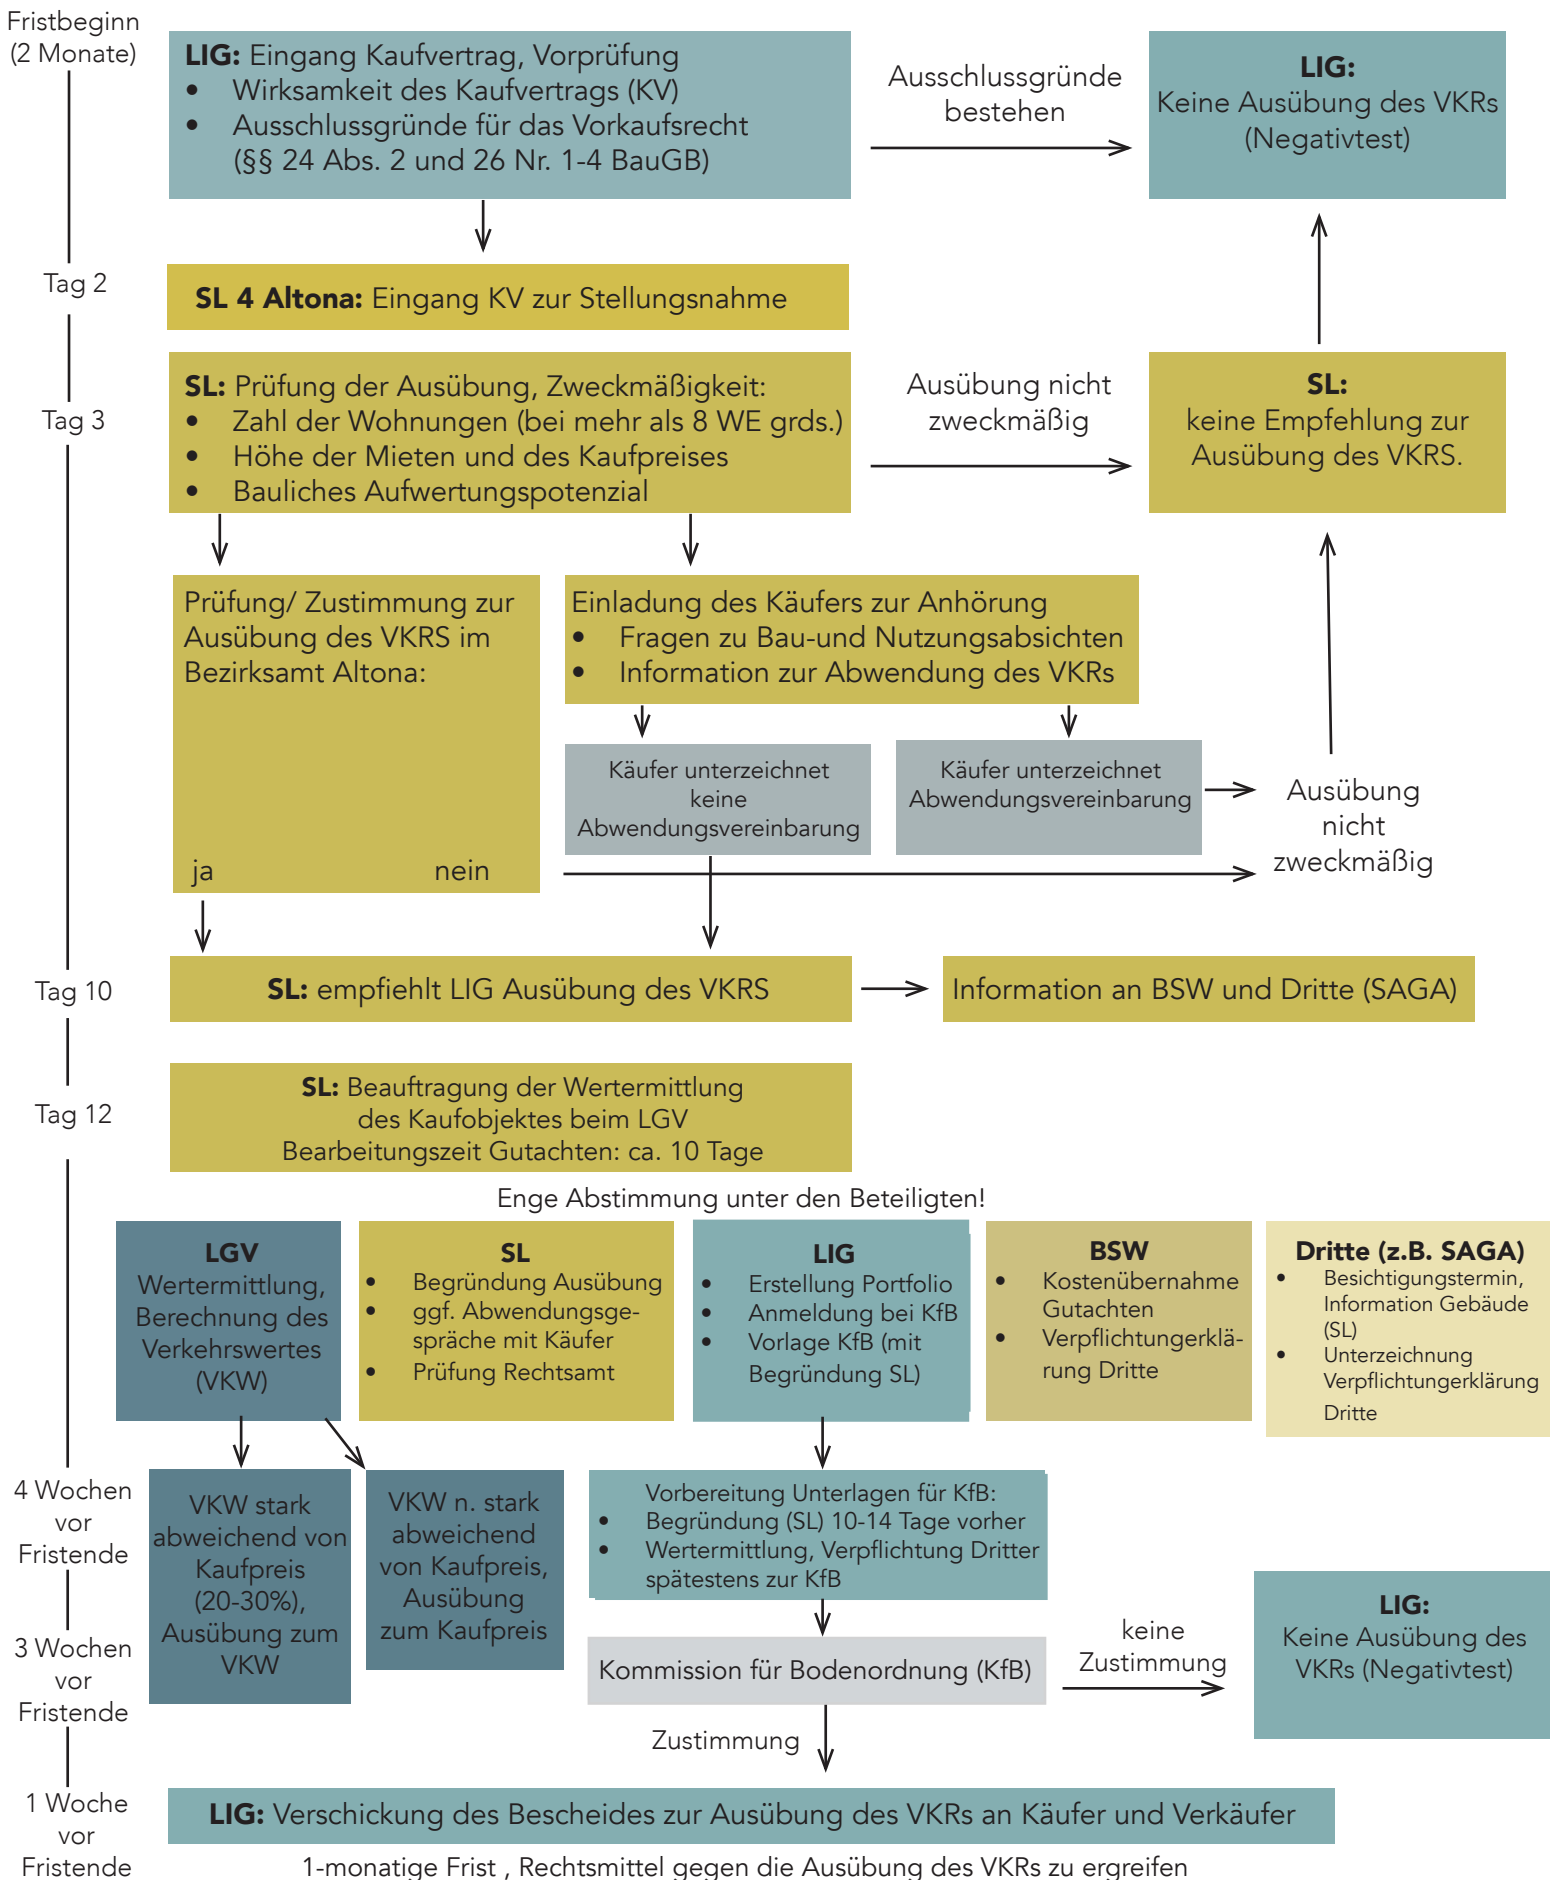 Fristbeginn
(2 Monate)
LIG: Eingang Kaufvertrag, Vorprüfung
• Wirksamkeit des Kaufvertrags (KV)
• Ausschlussgründe für das Vorkaufsrecht
(§§ 24 Abs. 2 und 26 Nr. 1-4 BauGB)
Ausschlussgründe
bestehen
LIG:
Keine Ausübung des VKRs
(Negativtest)
Tag 2
SL 4 Altona: Eingang KV zur Stellungsnahme
Tag 3
SL: Prüfung der Ausübung, Zweckmäßigkeit:
• Zahl der Wohnungen (bei mehr als 8 WE grds.)
• Höhe der Mieten und des Kaufpreises
• Bauliches Aufwertungspotenzial
Ausübung nicht
zweckmäßig
SL:
keine Empfehlung zur
Ausübung des VKRS.
Prüfung/ Zustimmung zur
Ausübung des VKRS im
Bezirksamt Altona:
ja nein
Einladung des Käufers zur Anhörung
• Fragen zu Bau-und Nutzungsabsichten
• Information zur Abwendung des VKRs
Käufer unterzeichnet
keine
Abwendungsvereinbarung
Käufer unterzeichnet
Abwendungsvereinbarung
Ausübung
nicht
zweckmäßig
Tag 10
SL: empfiehlt LIG Ausübung des VKRS
Information an BSW und Dritte (SAGA)
Tag 12
SL: Beauftragung der Wertermittlung
des Kaufobjektes beim LGV
Bearbeitungszeit Gutachten: ca. 10 Tage
Enge Abstimmung unter den Beteiligten!
LGV
Wertermittlung,
Berechnung des
Verkehrswertes
(VKW)
SL
• Begründung Ausübung
• ggf. Abwendungsge-
spräche mit Käufer
• Prüfung Rechtsamt
LIG
• Erstellung Portfolio
• Anmeldung bei KfB
• Vorlage KfB (mit
Begründung SL)
BSW
• Kostenübernahme
Gutachten
• Verpflichtungerklä-
rung Dritte
Dritte (z.B. SAGA)
• Besichtigungstermin,
Information Gebäude
(SL)
• Unterzeichnung
Verpflichtungerklärung
Dritte
4 Wochen
vor
Fristende
VKW stark
abweichend von
Kaufpreis
(20-30%),
Ausübung zum
VKW
VKW n. stark
abweichend
von Kaufpreis,
Ausübung
zum Kaufpreis
Vorbereitung Unterlagen für KfB:
• Begründung (SL) 10-14 Tage vorher
• Wertermittlung, Verpflichtung Dritter
spätestens zur KfB
3 Wochen
vor
Fristende
Kommission für Bodenordnung (KfB)
keine
Zustimmung
LIG:
Keine Ausübung des
VKRs (Negativtest)
Zustimmung
1 Woche
vor
Fristende
LIG: Verschickung des Bescheides zur Ausübung des VKRs an Käufer und Verkäufer
1-monatige Frist , Rechtsmittel gegen die Ausübung des VKRs zu ergreifen